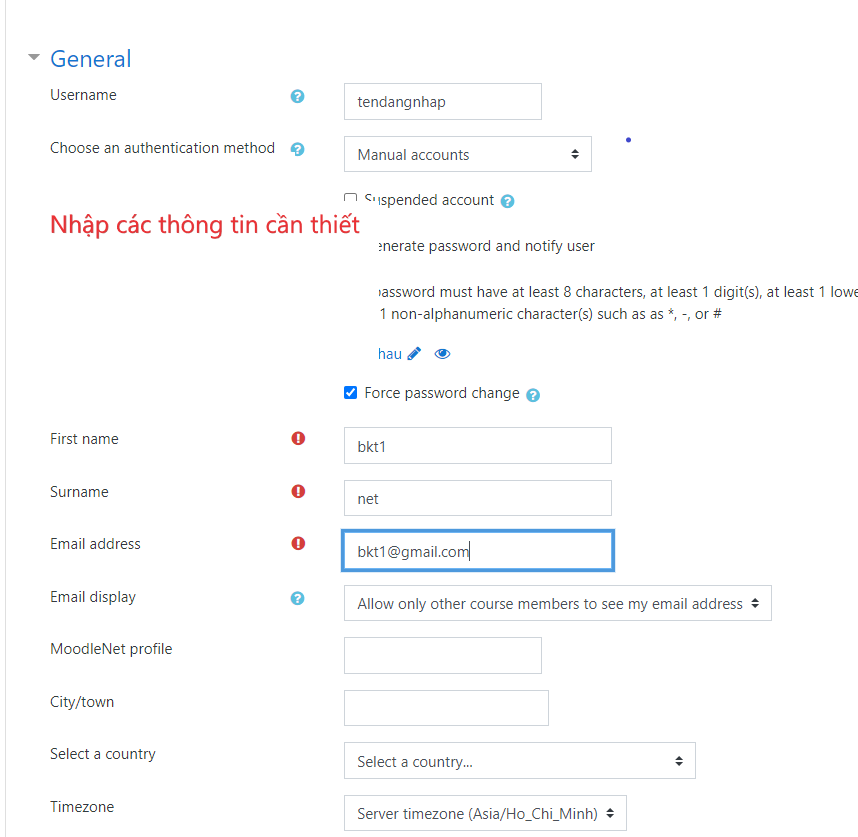 General
Username
tendangnhap
Choose an authentication method
Manual accounts
Suspended account
Nhập các thông tin cần thiết
enerate password and notify user
assword must have at least 8 characters, at least 1 digit(s), at least 1 lowe
1 non-alphanumeric character(s) such as as *, -, or #
hau
Force password change
First name
bkt1
Surname
net
Email address
bkt1@gmail.com
Email display
Allow only other course members to see my email address
MoodleNet profile
City/town
Select a country
Select a country...
Timezone
Server timezone (Asia/Ho_Chi_Minh)